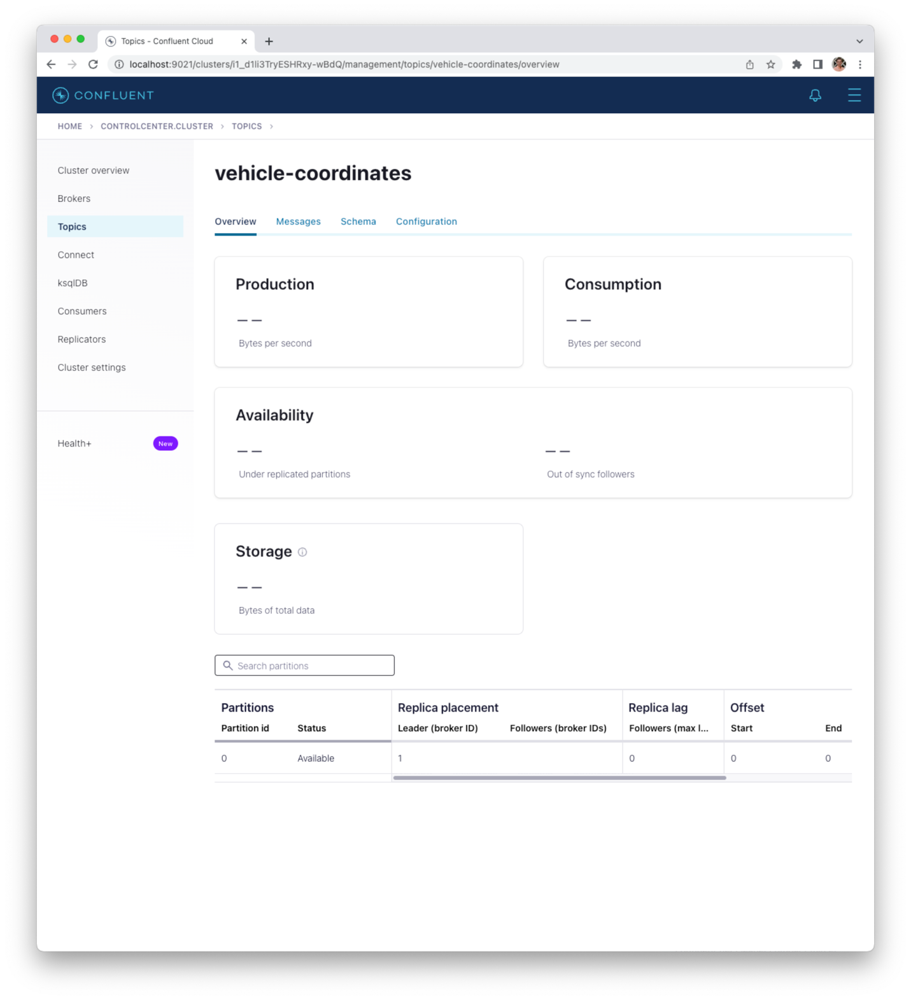 Topics - Confluent Cloud
localhost:9021/clusters/i1_d1li3TryESHRxy-wBdQ/management/topics/vehicle-coordinates/overview
CONFLUENT
HOME > CONTROLCENTER.CLUSTER > TOPICS >
Cluster overview
Brokers
Topics
Connect
ksqlDB
Consumers
Replicators
Cluster settings
Health+ New
vehicle-coordinates
Overview Messages Schema Configuration
Production
– –
Bytes per second
Consumption
– –
Bytes per second
Availability
– – – –
Under replicated partitions Out of sync followers
Storage
– –
Bytes of total data
Search partitions
Partitions Replica placement Replica lag Offset
Partition id Status Leader (broker ID) Followers (broker IDs) Followers (max l... Start End
0 Available 1 0 0 0